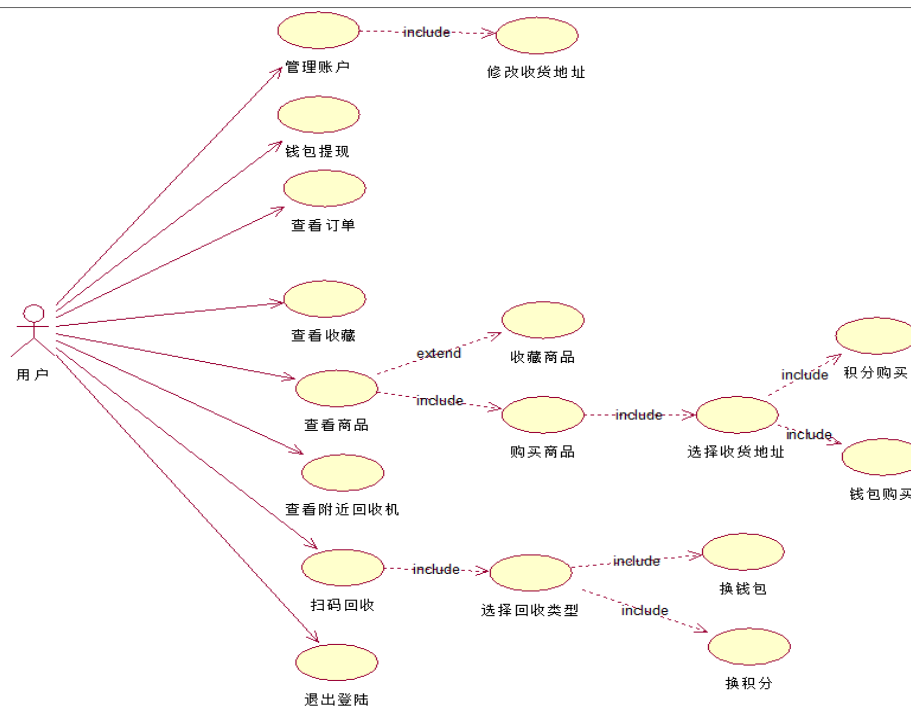 include
管理账户
修改收货地址
钱包提现
查看订单
查看收藏
用户
extend
收藏商品
include
积分购买
查看商品
include
购买商品
include
选择收货地址
include
钱包购买
查看附近回收机
扫码回收
include
选择回收类型
include
换钱包
include
换积分
退出登陆